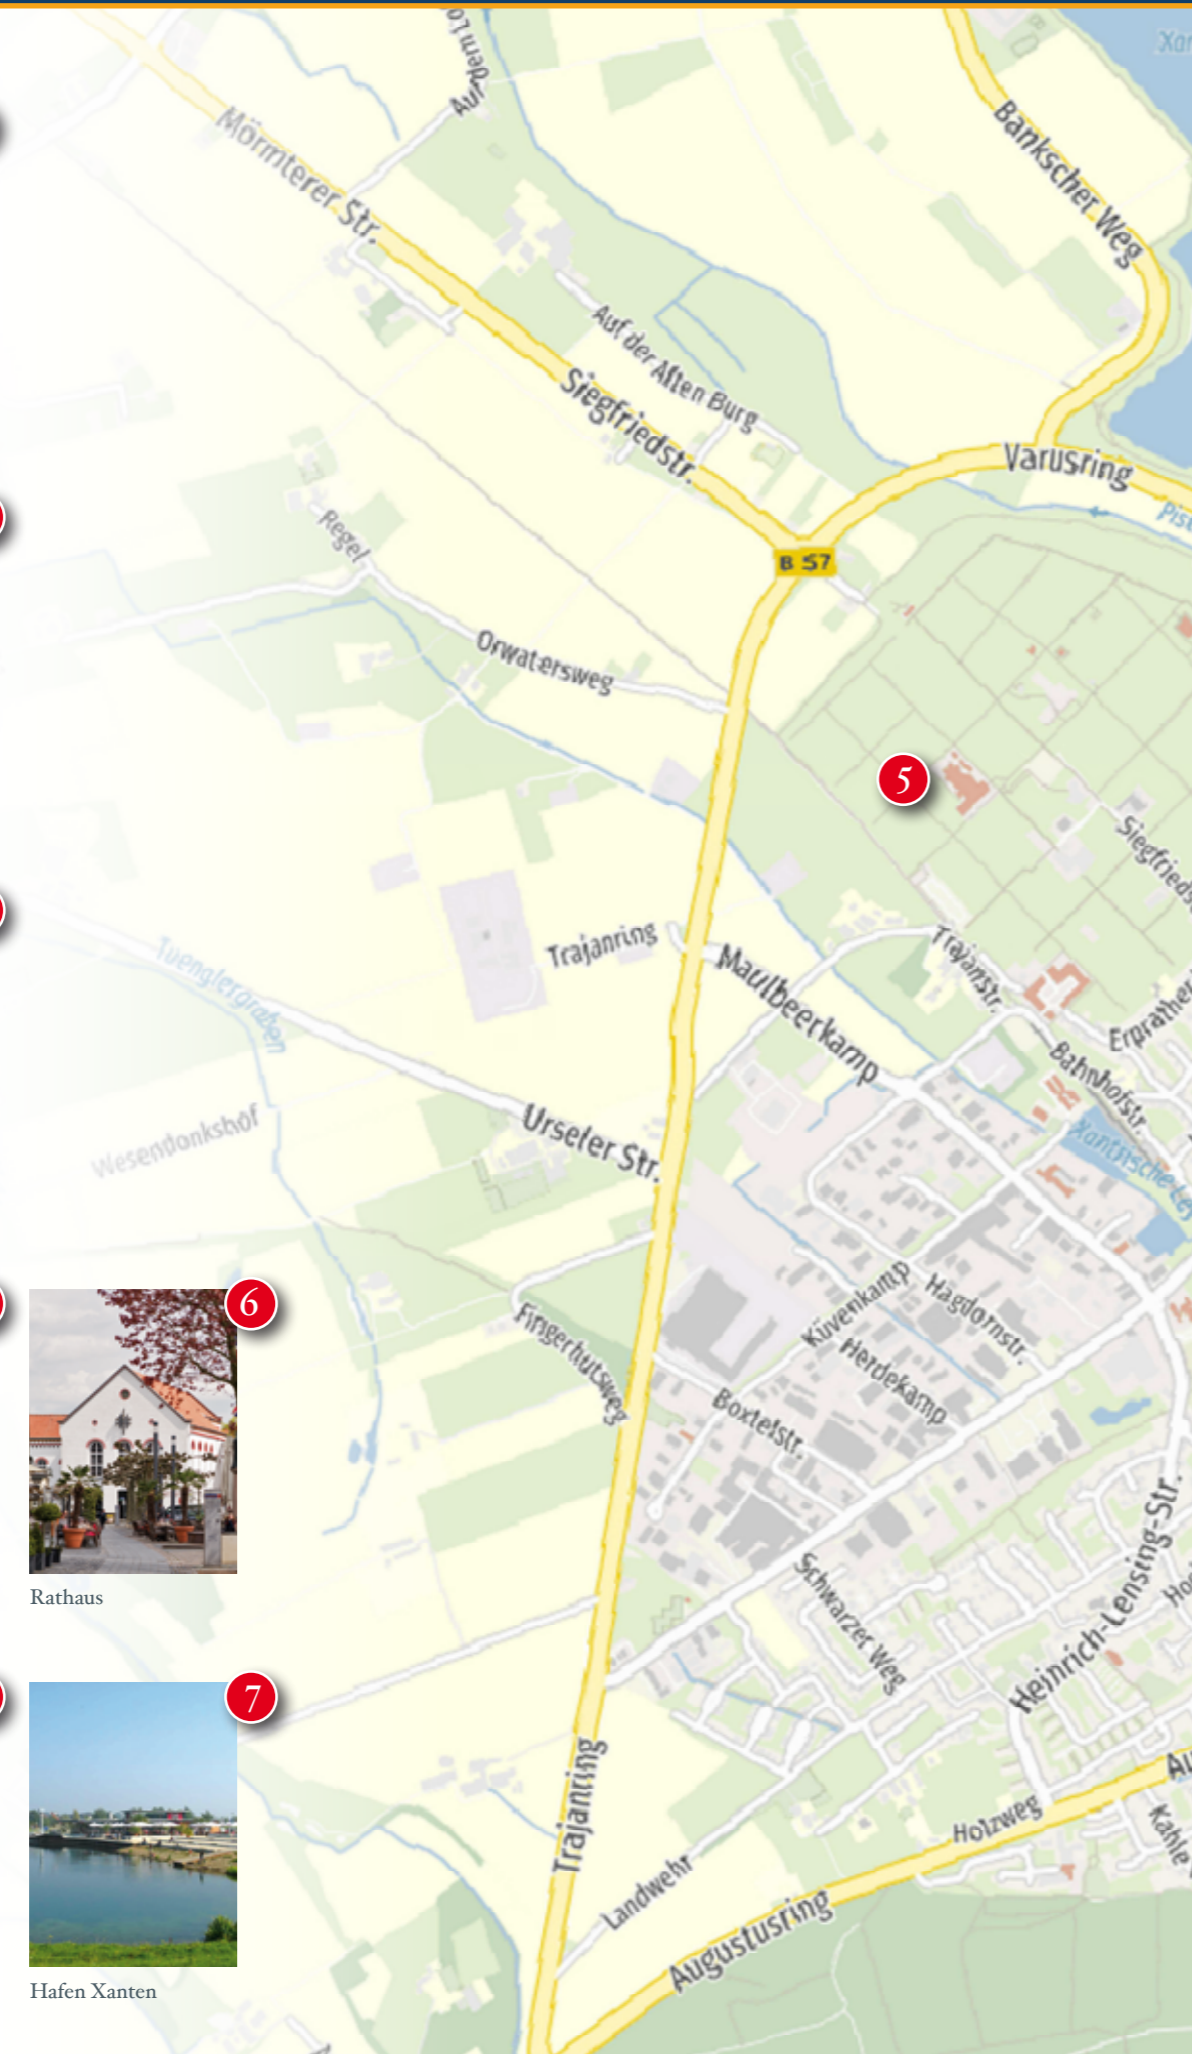 Mörmterer Str.
Bankscher Weg
Auf der Alten Burg
Siegfriedstr.
Varusring
B 57
Regel
Orwatersweg
5
Trajanring
Maulbeerkamp
Trajanstr.
Tuenglergraben
Bahnhofstr.
Wesendonkshof
Urseler Str.
Küvenkamp
Hagdornstr.
6
Fingerhutsweg
Herdekamp
Boxtelstr.
Schwarzer Weg
Heinrich-Lensing-Str.
Rathaus
7
Trajanring
Holzweg
Landwehr
Augustusring
Hafen Xanten